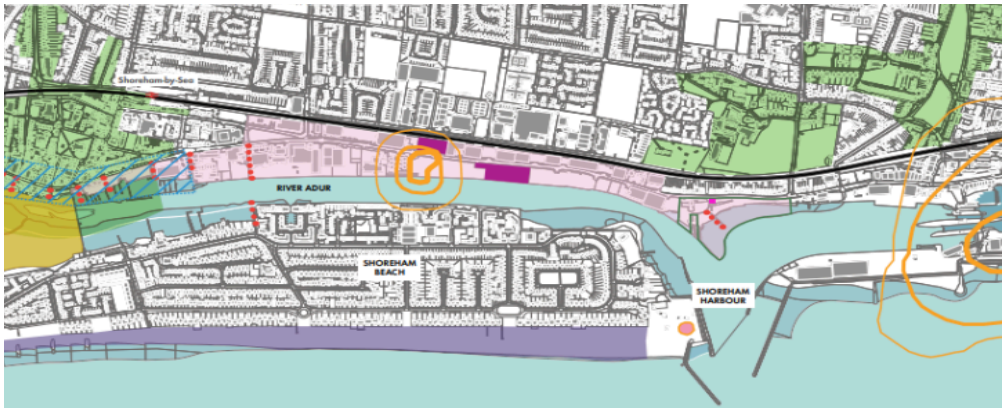 Shoreham-by-Sea
RIVER ADUR
SHOREHAM
BEACH
SHOREHAM
HARBOUR